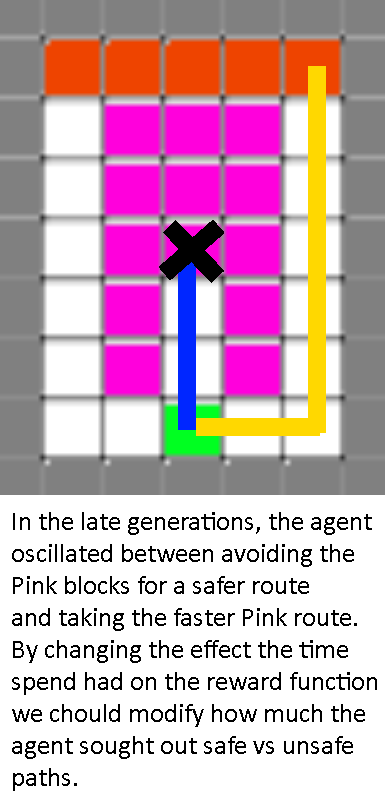 In the late generations, the agent
oscillated between avoiding the
Pink blocks for a safer route
and taking the faster Pink route.
By changing the effect the time
spend had on the reward function
we chould modify how much the
agent sought out safe vs unsafe
paths.